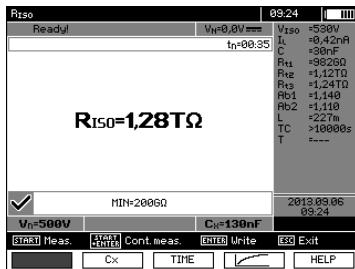 RISO 09:24
Ready! VN=0,0V
tn=00:35
RISO=1,28TΩ
MIN=200GΩ
Vn=500V CX=130nF
VISO =530V
IL =0,42nA
C =30nF
Rt1 =982GΩ
Rt2 =1,12TΩ
Rt3 =1,24TΩ
Ab1 =1,140
Ab2 =1,110
L =227m
TC >10000s
T =---
2013.09.06
09:24
START Meas. START +ENTER Cont.meas. ENTER Write ESC Exit
Cx TIME HELP